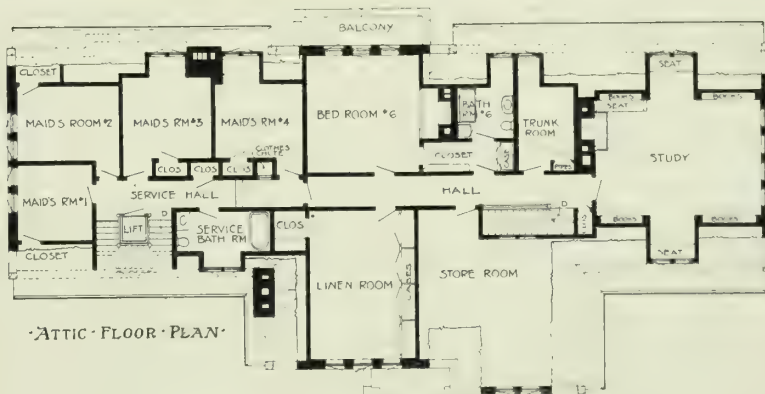 BALCONY
SEAT
CLOSET
BOOKS
SEAT
BOOKS
MAID'S ROOM #2
MAID'S RM #3
MAID'S RM #4
BED ROOM #6
BATH
RM #6
TRUNK
ROOM
STUDY
CLOTHES
CHUTE
CLOS
CLOS
CLOS
CLOSET
CASE
MAID'S RM #1
SERVICE HALL
HALL
D
LIFT
SERVICE
BATH RM
CLOS
D
BOOKS
BOOKS
CLOSET
LINEN ROOM
STORE ROOM
SEAT
·ATTIC·FLOOR·PLAN·